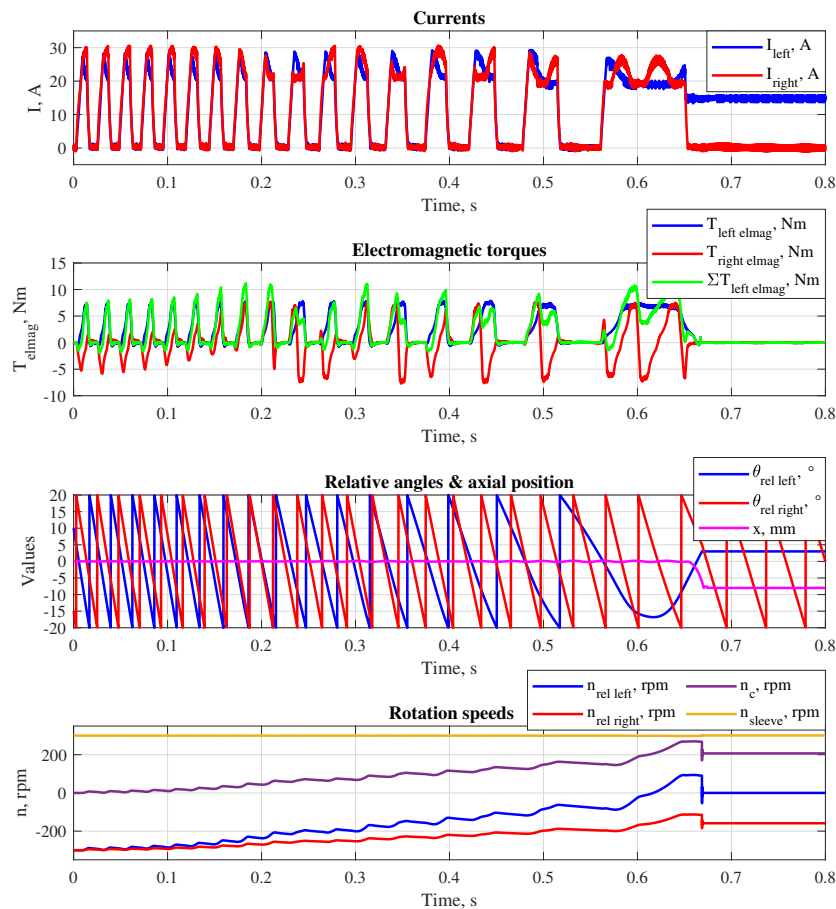 Currents
30
20
10
0
I, A
I_left, A
I_right, A
0 0.1 0.2 0.3 0.4 0.5 0.6 0.7 0.8
Time, s
T_left elmag, Nm
T_right elmag, Nm
ΣT_left elmag, Nm
Electromagnetic torques
15
10
5
0
-5
-10
T_elmag, Nm
0 0.1 0.2 0.3 0.4 0.5 0.6 0.7 0.8
Time, s
θ_rel left, °
θ_rel right, °
x, mm
Relative angles & axial position
20
15
10
5
0
-5
-10
-15
-20
Values
0 0.1 0.2 0.3 0.4 0.5 0.6 0.7 0.8
Time, s
n_rel left, rpm n_c, rpm
n_rel right, rpm n_sleeve, rpm
Rotation speeds
200
0
-200
n, rpm
0 0.1 0.2 0.3 0.4 0.5 0.6 0.7 0.8
Time, s